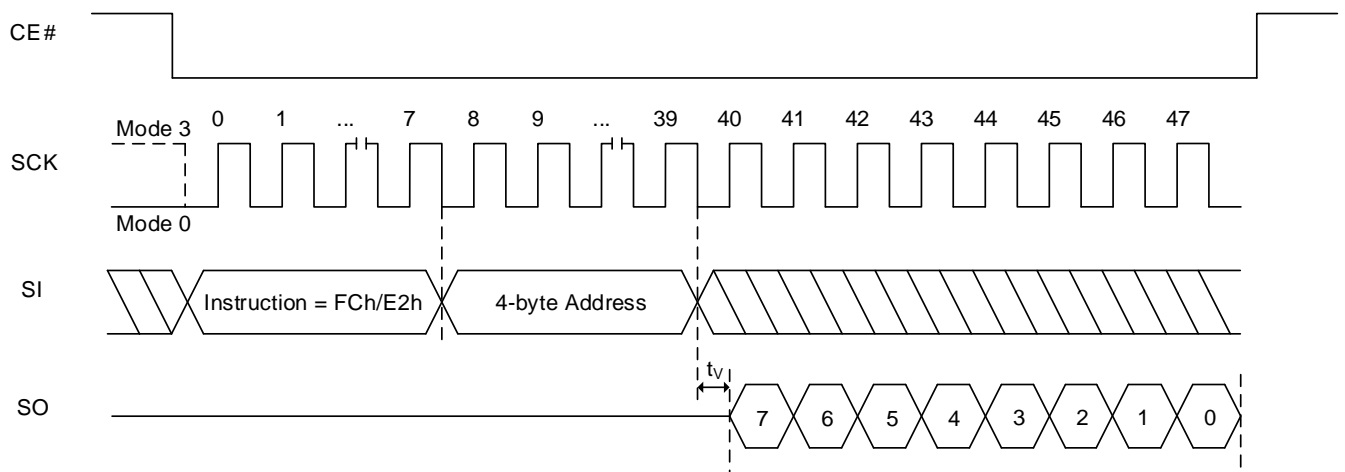 CE#
Mode 3 0 1 ... 7 8 9 ... 39 40 41 42 43 44 45 46 47
SCK
Mode 0
SI Instruction = FCh/E2h 4-byte Address
tV
SO 7 6 5 4 3 2 1 0